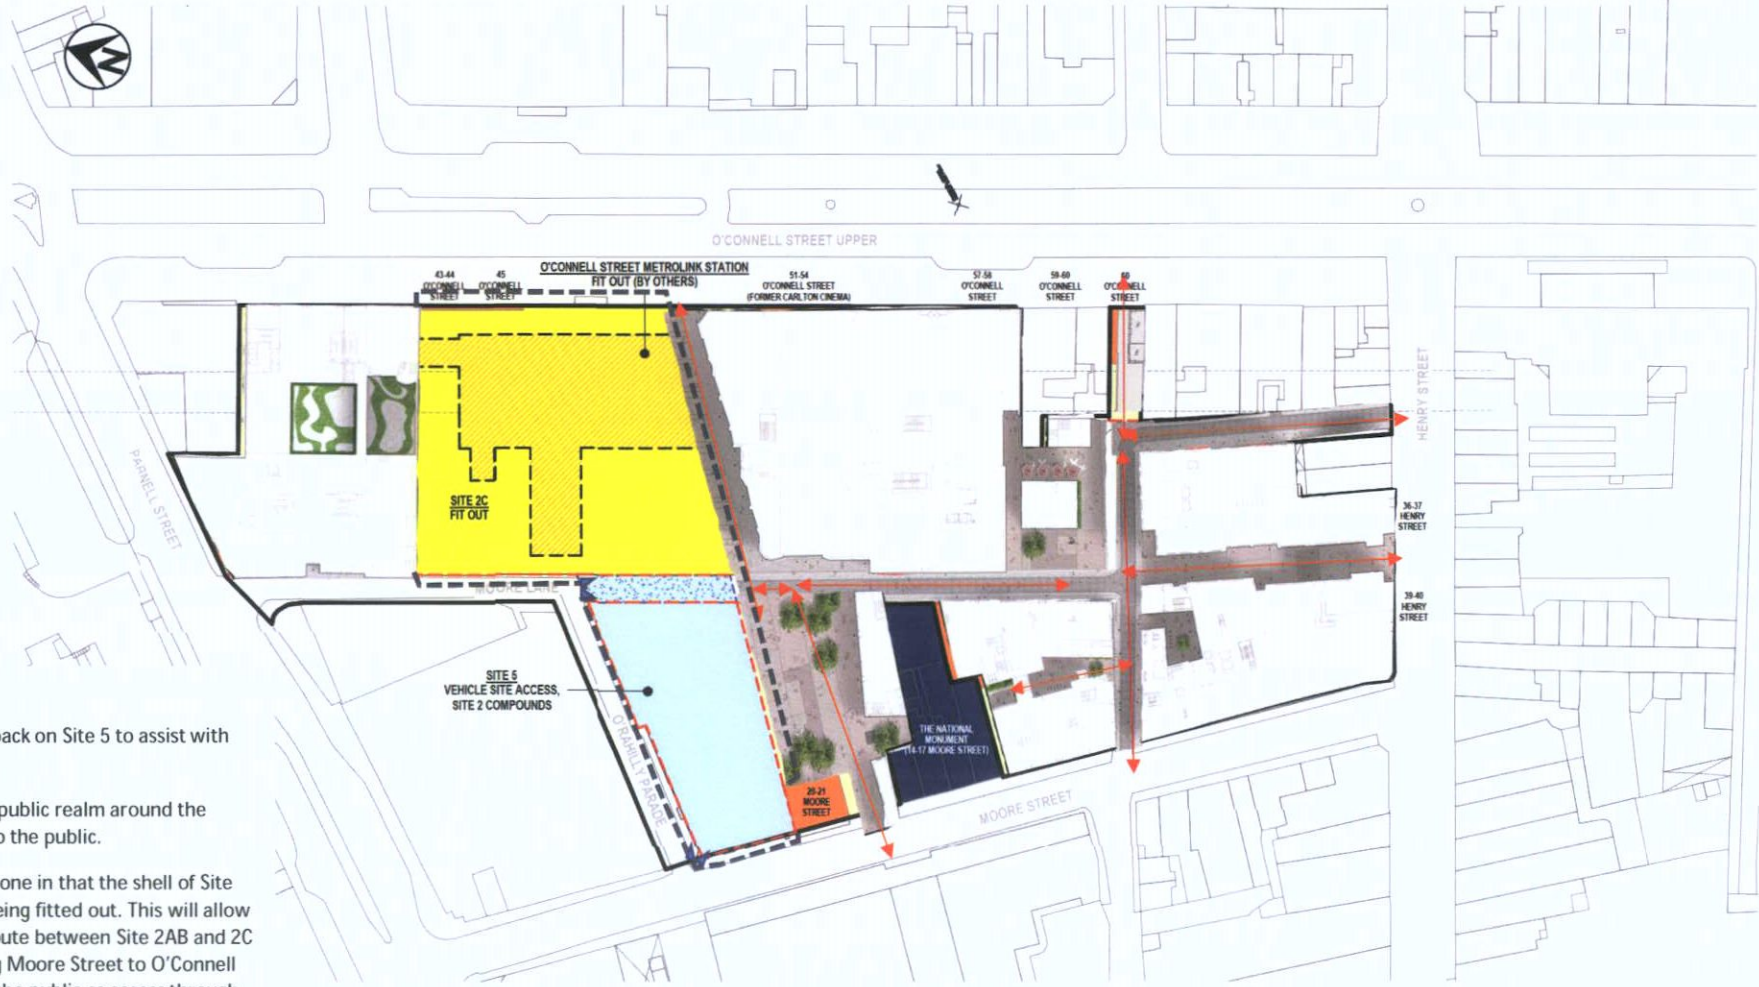 N
O'CONNELL STREET UPPER
O'CONNELL STREET METROLINK STATION
FIT OUT (BY OTHERS)
43-44
O'CONNELL
STREET
45
O'CONNELL
STREET
51-54
O'CONNELL STREET
(FORMER CARLTON CINEMA)
57-58
O'CONNELL
STREET
59-60
O'CONNELL
STREET
60
O'CONNELL
STREET
HENRY STREET
PARNELL STREET
SITE 2C
FIT OUT
36-37
HENRY
STREET
MOORE LANE
39-40
HENRY
STREET
SITE 5
VEHICLE SITE ACCESS,
SITE 2 COMPOUNDS
O'RAHILLY PARADE
THE NATIONAL
MONUMENT
(14-17 MOORE STREET)
20-21
MOORE
STREET
MOORE STREET
back on Site 5 to assist with
public realm around the
o the public.
one in that the shell of Site
eing fitted out. This will allow
oute between Site 2AB and 2C
g Moore Street to O'Connell